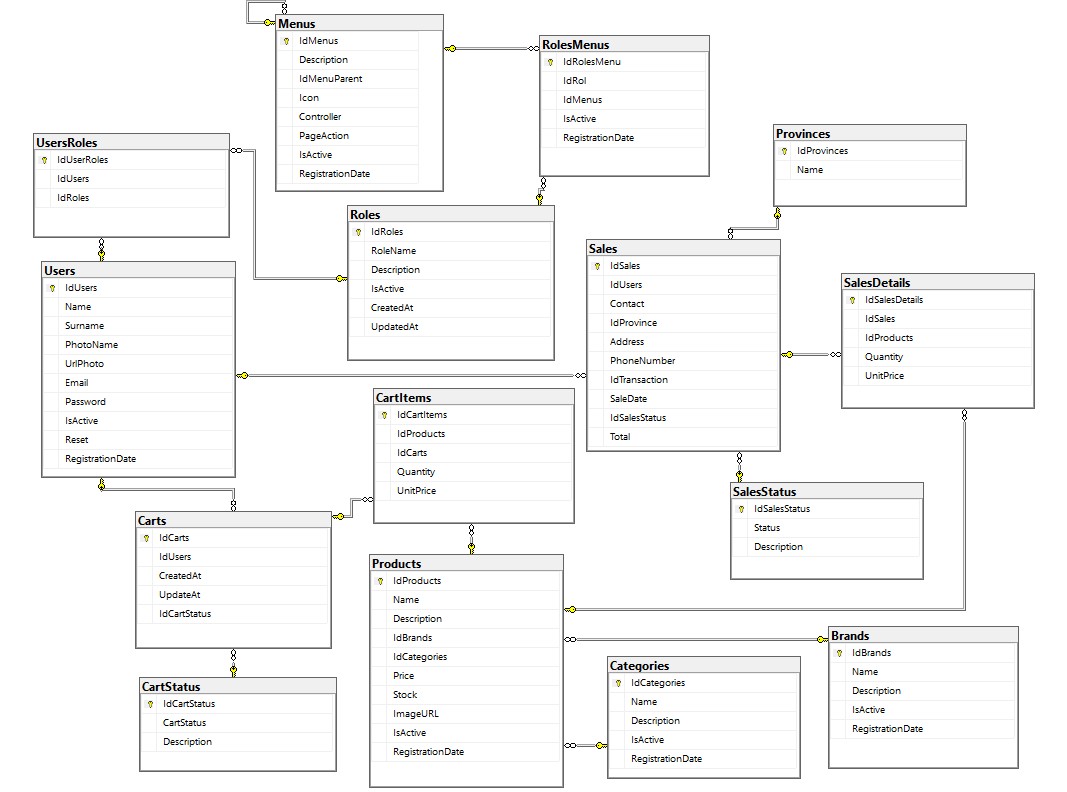 Menus
IdMenus
Description
IdMenuParent
Icon
Controller
PageAction
IsActive
RegistrationDate
RolesMenus
IdRolesMenu
IdRol
IdMenus
IsActive
RegistrationDate
Provinces
IdProvinces
Name
UsersRoles
IdUserRoles
IdUsers
IdRoles
Roles
IdRoles
RoleName
Description
IsActive
CreatedAt
UpdatedAt
Sales
IdSales
IdUsers
Contact
IdProvince
Address
PhoneNumber
IdTransaction
SaleDate
IdSalesStatus
Total
SalesDetails
IdSalesDetails
IdSales
IdProducts
Quantity
UnitPrice
Users
IdUsers
Name
Surname
PhotoName
UrlPhoto
Email
Password
IsActive
Reset
RegistrationDate
CartItems
IdCartItems
IdProducts
IdCarts
Quantity
UnitPrice
SalesStatus
IdSalesStatus
Status
Description
Carts
IdCarts
IdUsers
CreatedAt
UpdateAt
IdCartStatus
Products
IdProducts
Name
Description
IdBrands
IdCategories
Price
Stock
ImageURL
IsActive
RegistrationDate
Brands
IdBrands
Name
Description
IsActive
RegistrationDate
Categories
IdCategories
Name
Description
IsActive
RegistrationDate
CartStatus
IdCartStatus
CartStatus
Description